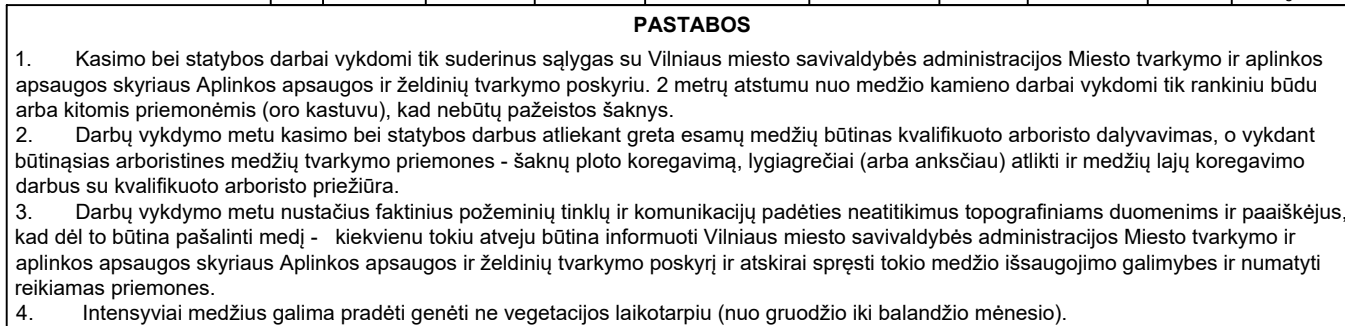 PASTABOS
1. Kasimo bei statybos darbai vykdomi tik suderinus sąlygas su Vilniaus miesto savivaldybės administracijos Miesto tvarkymo ir aplinkos
apsaugos skyriaus Aplinkos apsaugos ir želdinių tvarkymo poskyriu. 2 metrų atstumu nuo medžio kamieno darbai vykdomi tik rankiniu būdu
arba kitomis priemonėmis (oro kastuvu), kad nebūtų pažeistos šaknys.
2. Darbų vykdymo metu kasimo bei statybos darbus atliekant greta esamų medžių būtinas kvalifikuoto arboristo dalyvavimas, o vykdant
būtinąsias arboristines medžių tvarkymo priemones - šaknų ploto koregavimą, lygiagrečiai (arba anksčiau) atlikti ir medžių lajų koregavimo
darbus su kvalifikuoto arboristo priežiūra.
3. Darbų vykdymo metu nustačius faktinius požeminių tinklų ir komunikacijų padėties neatitikimus topografiniams duomenims ir paaiškėjus,
kad dėl to būtina pašalinti medį - kiekvienu tokiu atveju būtina informuoti Vilniaus miesto savivaldybės administracijos Miesto tvarkymo ir
aplinkos apsaugos skyriaus Aplinkos apsaugos ir želdinių tvarkymo poskyrį ir atskirai spręsti tokio medžio išsaugojimo galimybes ir numatyti
reikiamas priemones.
4. Intensyviai medžius galima pradėti genėti ne vegetacijos laikotarpiu (nuo gruodžio iki balandžio mėnesio).